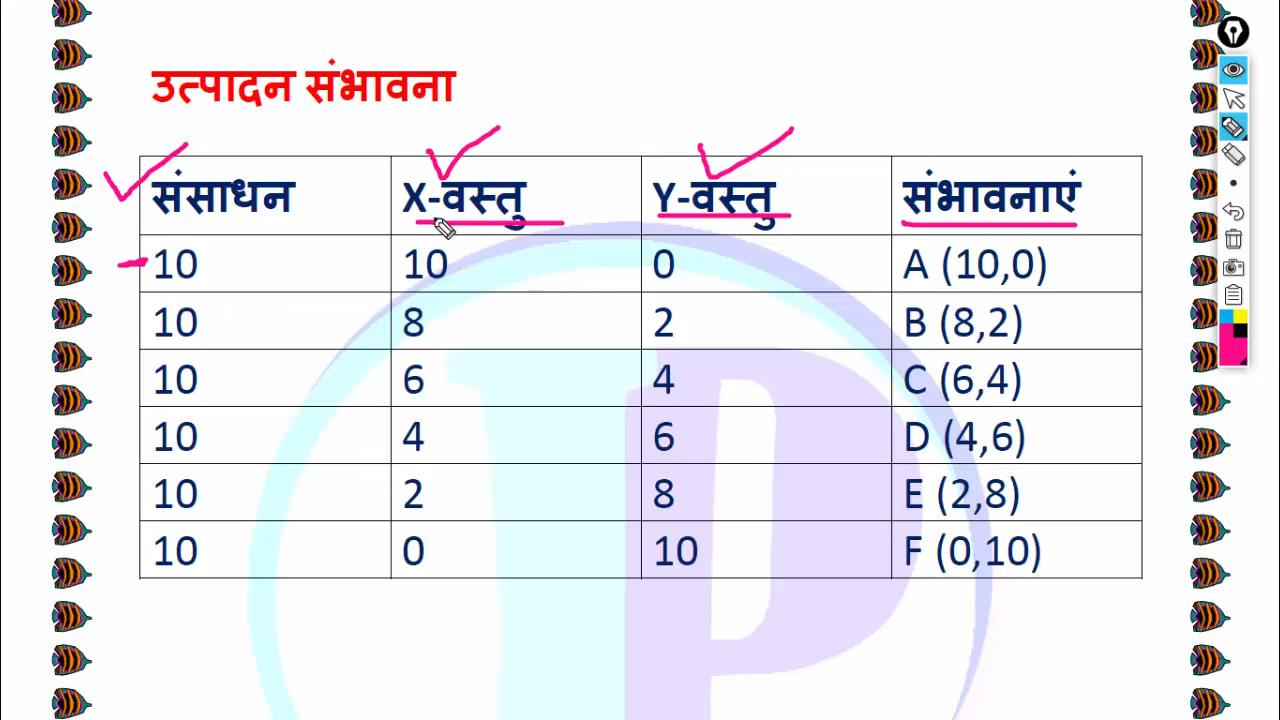 उत्पादन संभावना
संसाधन X-वस्तु Y-वस्तु संभावनाएं
10 10 0 A (10,0)
10 8 2 B (8,2)
10 6 4 C (6,4)
10 4 6 D (4,6)
10 2 8 E (2,8)
10 0 10 F (0,10)